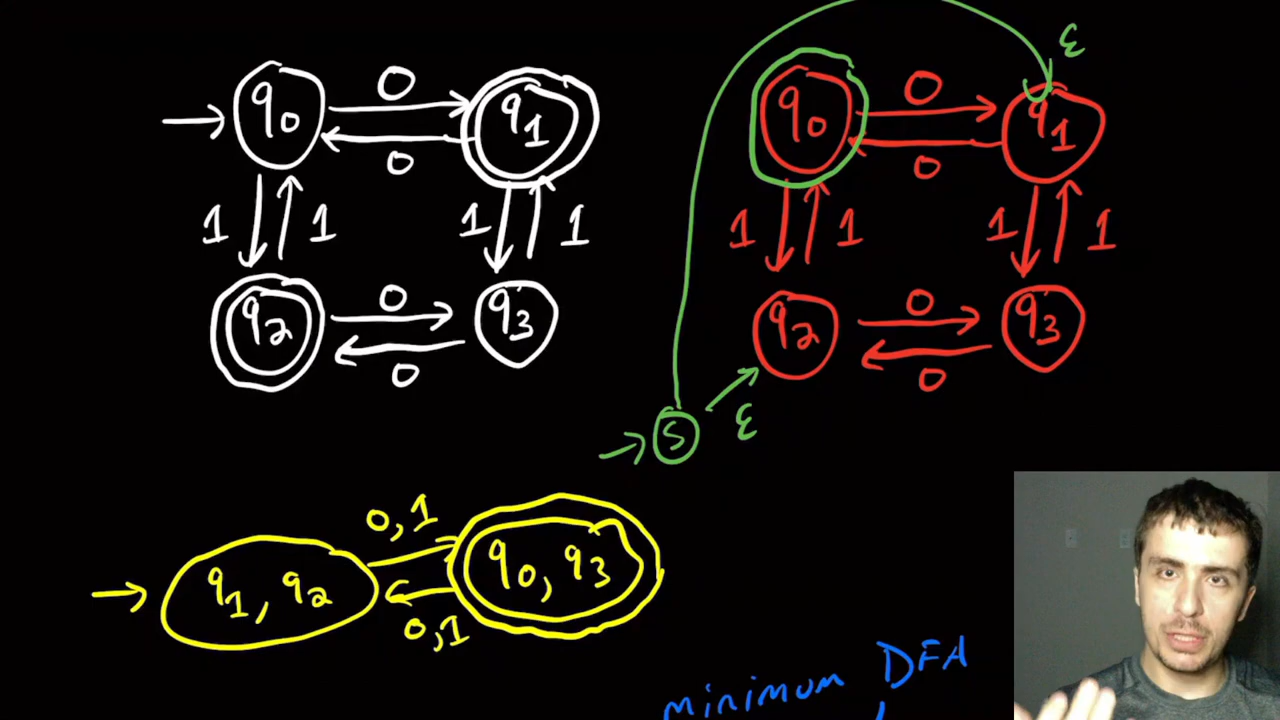 0 0 ε
q0 q1 q0 q1
0 0
1 1 1 1 1 1 1 1
0 0
q2 q3 q2 q3
0 0
S ε
0,1
q1, q2 q0, q3
0,1
minimum DFA